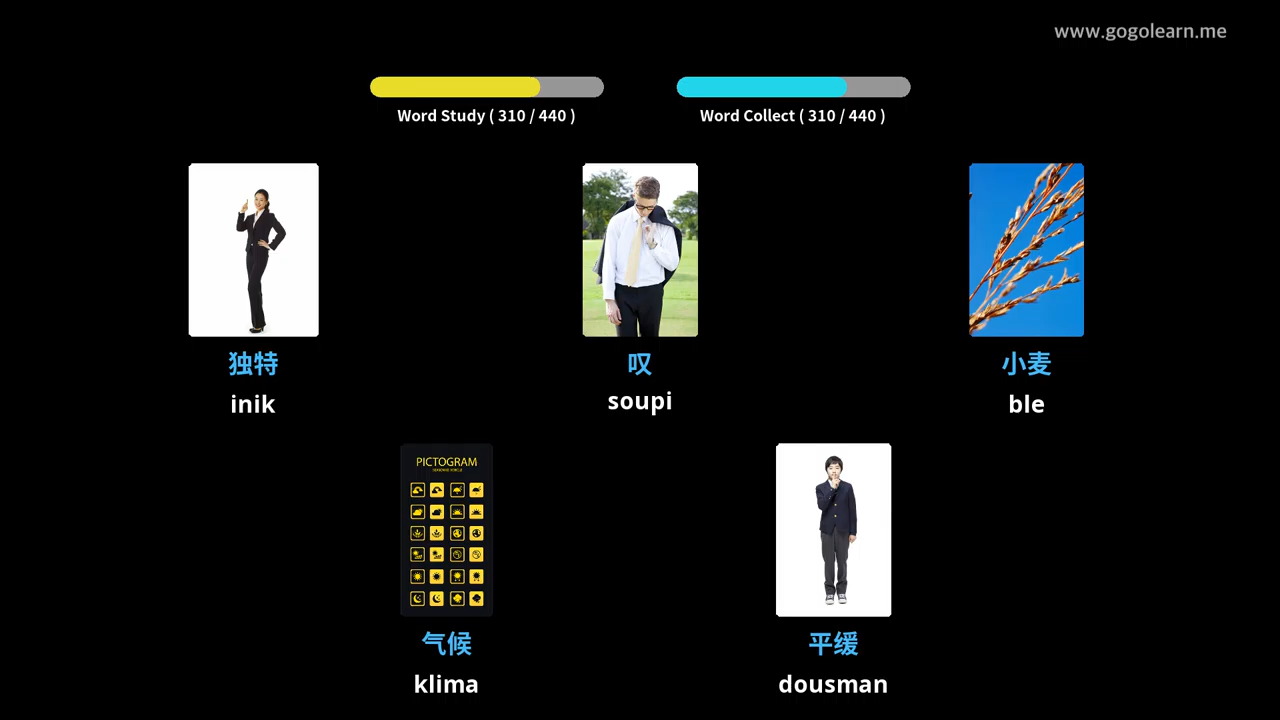 www.gogolearn.me
Word Study ( 310 / 440 )
Word Collect ( 310 / 440 )
独特
inik
叹
soupi
小麦
ble
PICTOGRAM
气候
klima
平缓
dousman